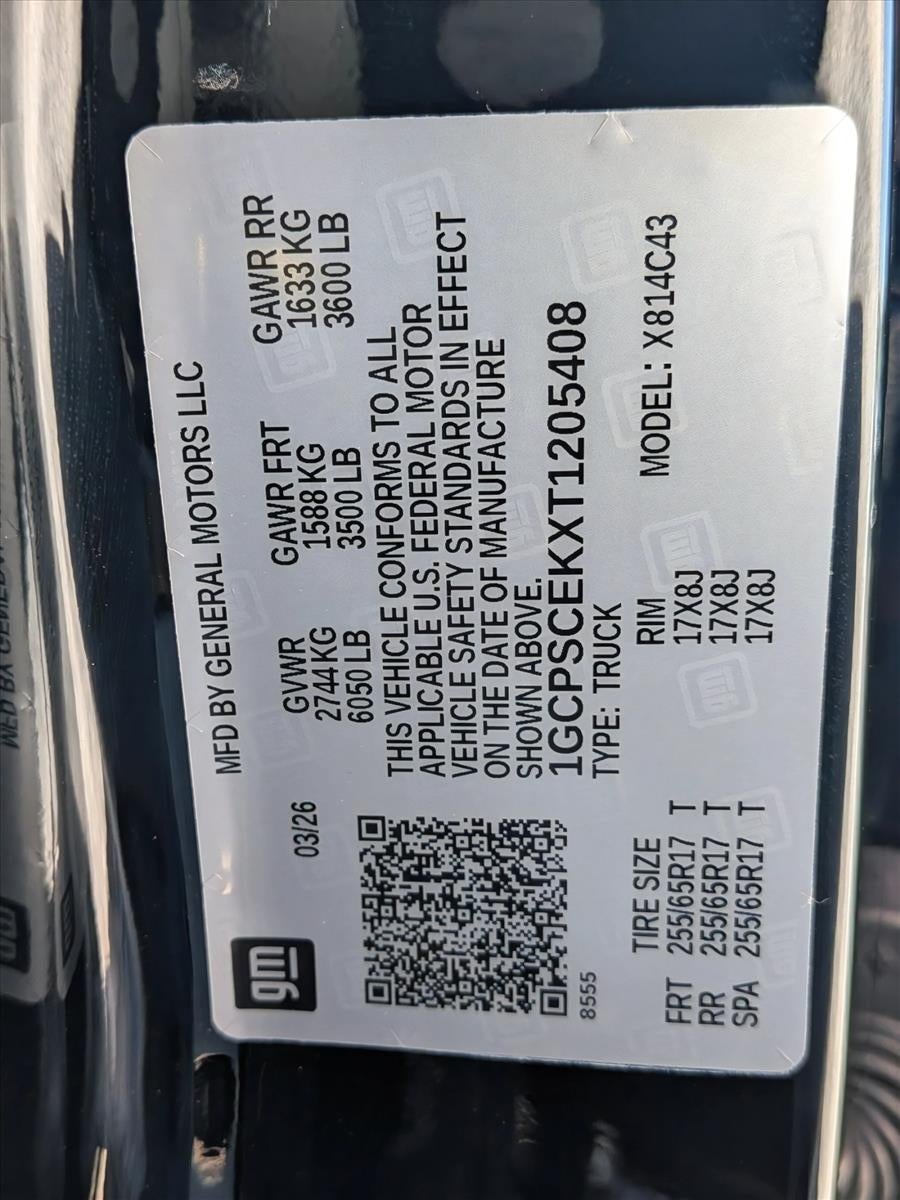 MFD BY GENERAL MOTORS LLC
gm
03/26
GVWR GAWR FRT GAWR RR
2744 KG 1588 KG 1633 KG
6050 LB 3500 LB 3600 LB
THIS VEHICLE CONFORMS TO ALL
APPLICABLE U.S. FEDERAL MOTOR
VEHICLE SAFETY STANDARDS IN EFFECT
ON THE DATE OF MANUFACTURE
SHOWN ABOVE.
1GCPSCEKXT1205408
8555
TYPE: TRUCK
TIRE SIZE RIM MODEL: X814C43
FRT 255/65R17 T 17X8J
RR 255/65R17 T 17X8J
SPA 255/65R17 T 17X8J